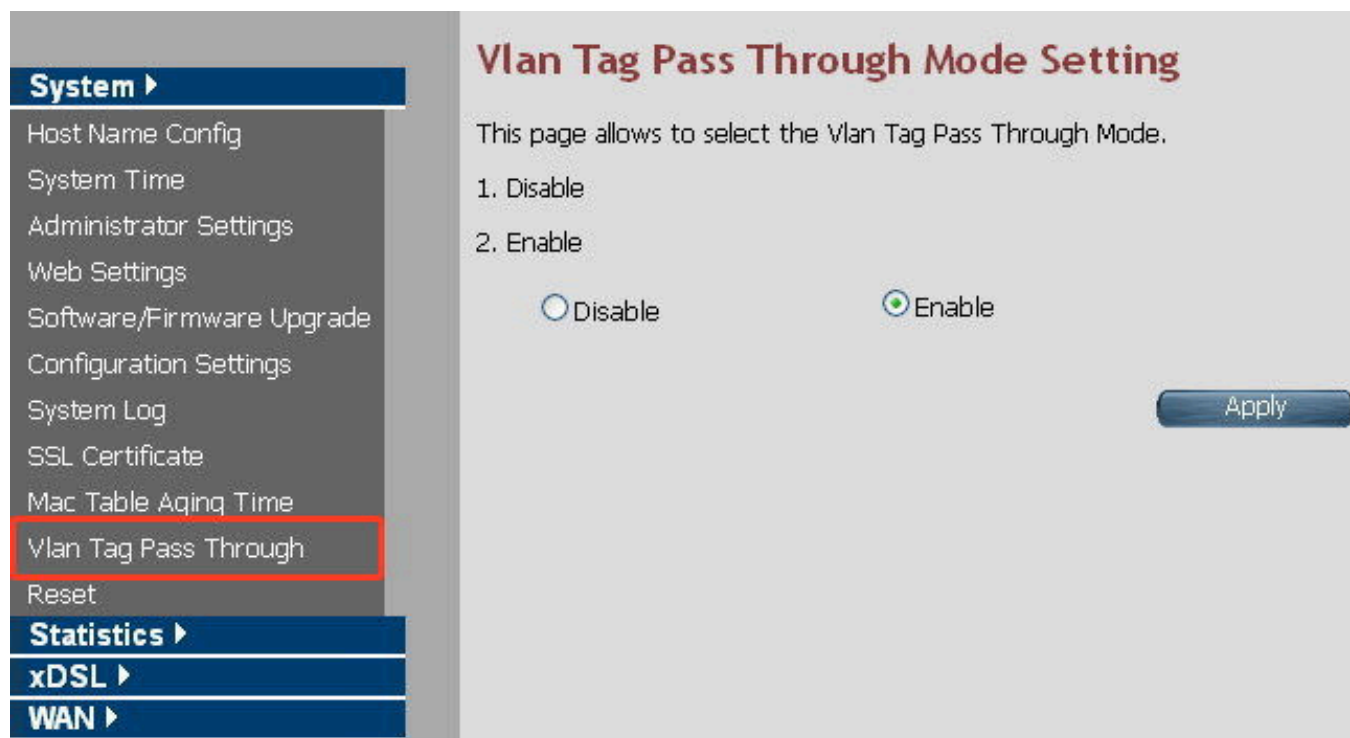 System
Host Name Config
System Time
Administrator Settings
Web Settings
Software/Firmware Upgrade
Configuration Settings
System Log
SSL Certificate
Mac Table Aging Time
Vlan Tag Pass Through
Reset
Statistics
xDSL
WAN
Vlan Tag Pass Through Mode Setting
This page allows to select the Vlan Tag Pass Through Mode.
1. Disable
2. Enable
Disable Enable
Apply